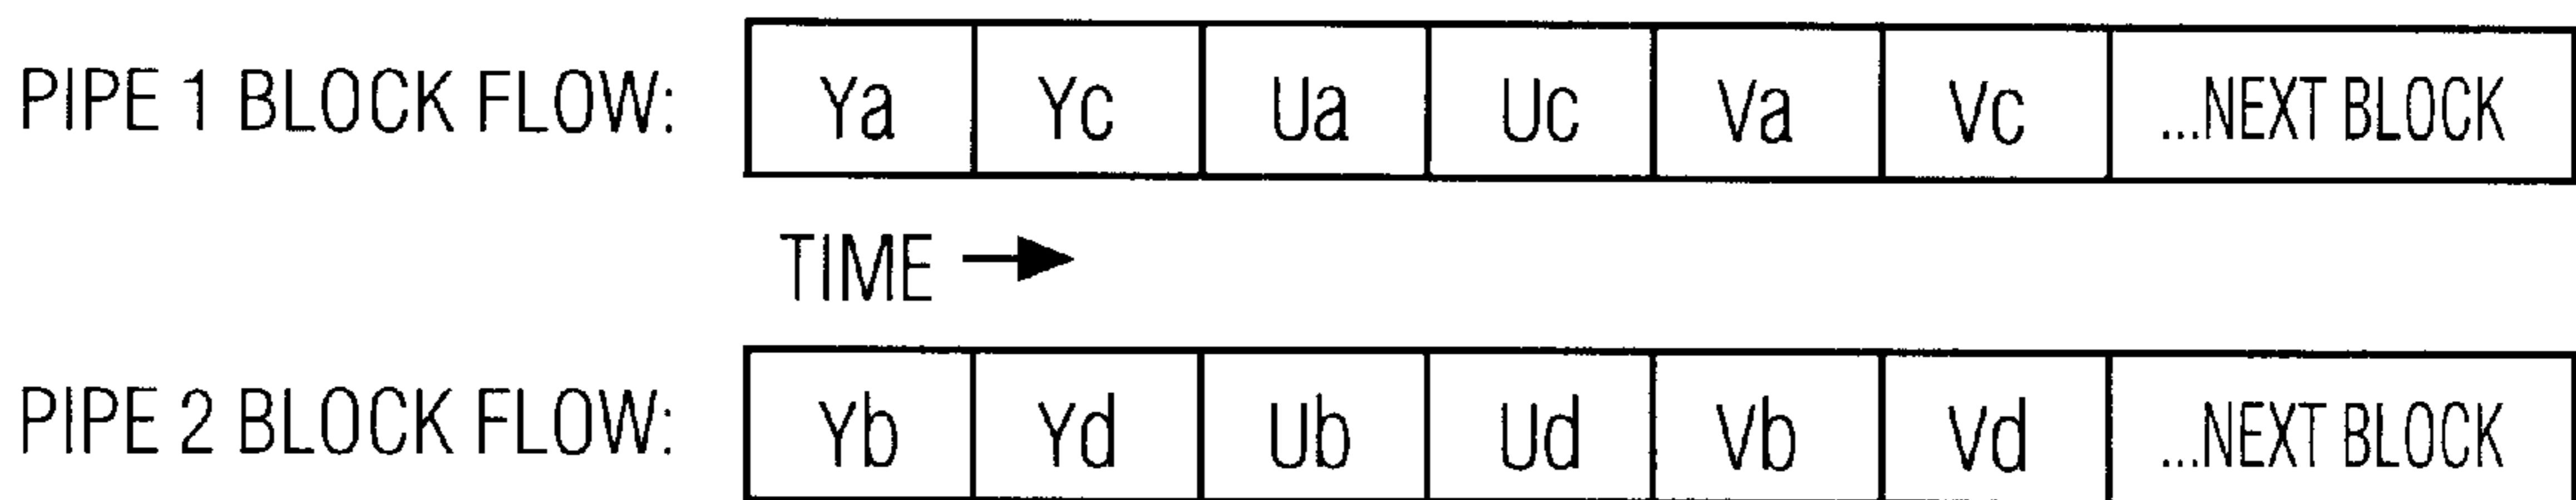 PIPE 1 BLOCK FLOW: Ya Yc Ua Uc Va Vc ...NEXT BLOCK
TIME →
PIPE 2 BLOCK FLOW: Yb Yd Ub Ud Vb Vd ...NEXT BLOCK